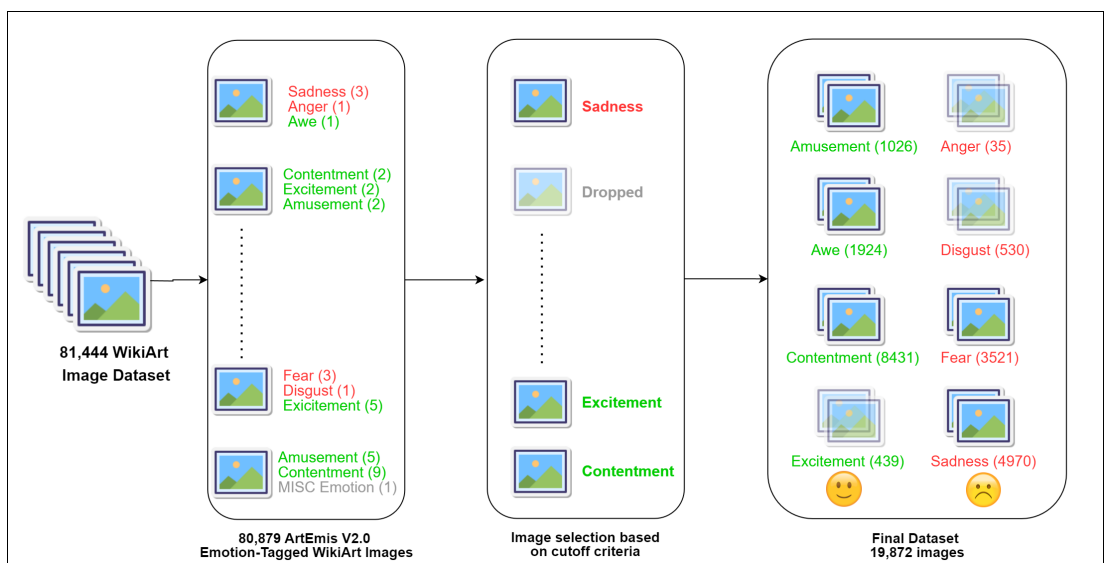 81,444 WikiArt
Image Dataset
Sadness (3)
Anger (1)
Awe (1)
Contentment (2)
Excitement (2)
Amusement (2)
Fear (3)
Disgust (1)
Exicitement (5)
Amusement (5)
Contentment (9)
MISC Emotion (1)
80,879 ArtEmis V2.0
Emotion-Tagged WikiArt Images
Sadness
Dropped
Excitement
Contentment
Image selection based
on cutoff criteria
Amusement (1026)
Anger (35)
Awe (1924)
Disgust (530)
Contentment (8431)
Fear (3521)
Excitement (439)
Sadness (4970)
Final Dataset
19,872 images